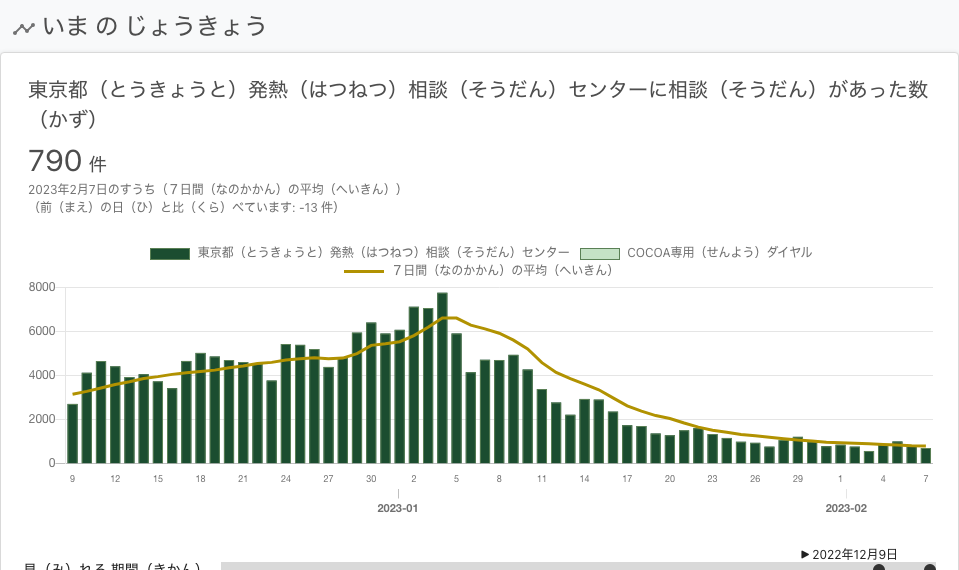 いま の じょうきょう
東京都（とうきょうと）発熱（はつねつ）相談（そうだん）センターに相談（そうだん）があった数
（かず）
790 件
2023年2月7日のすうち（７日間（なのかかん）の平均（へいきん））
（前（まえ）の日（ひ）と比（くら）べています: -13 件）
東京都（とうきょうと）発熱（はつねつ）相談（そうだん）センター COCOA専用（せんよう）ダイヤル
７日間（なのかかん）の平均（へいきん）
8000
6000
4000
2000
0
9 12 15 18 21 24 27 30 2 5 8 11 14 17 20 23 26 29 1 4 7
2023-01 2023-02
▶ 2022年12月9日
見（み）れる 期間（きかん）